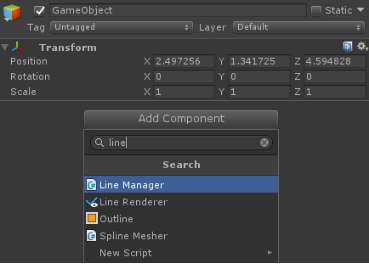 GameObject Static
Tag Untagged Layer Default
Transform
Position X 2.497256 Y 1.341725 Z 4.594828
Rotation X 0 Y 0 Z 0
Scale X 1 Y 1 Z 1
Add Component
line
Search
Line Manager
Line Renderer
Outline
Spline Mesher
New Script